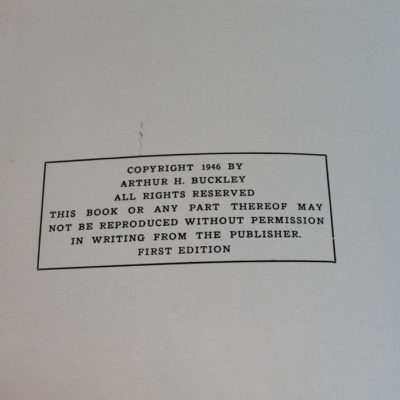 COPYRIGHT 1946 BY
ARTHUR H. BUCKLEY
ALL RIGHTS RESERVED
THIS BOOK OR ANY PART THEREOF MAY
NOT BE REPRODUCED WITHOUT PERMISSION
IN WRITING FROM THE PUBLISHER.
FIRST EDITION